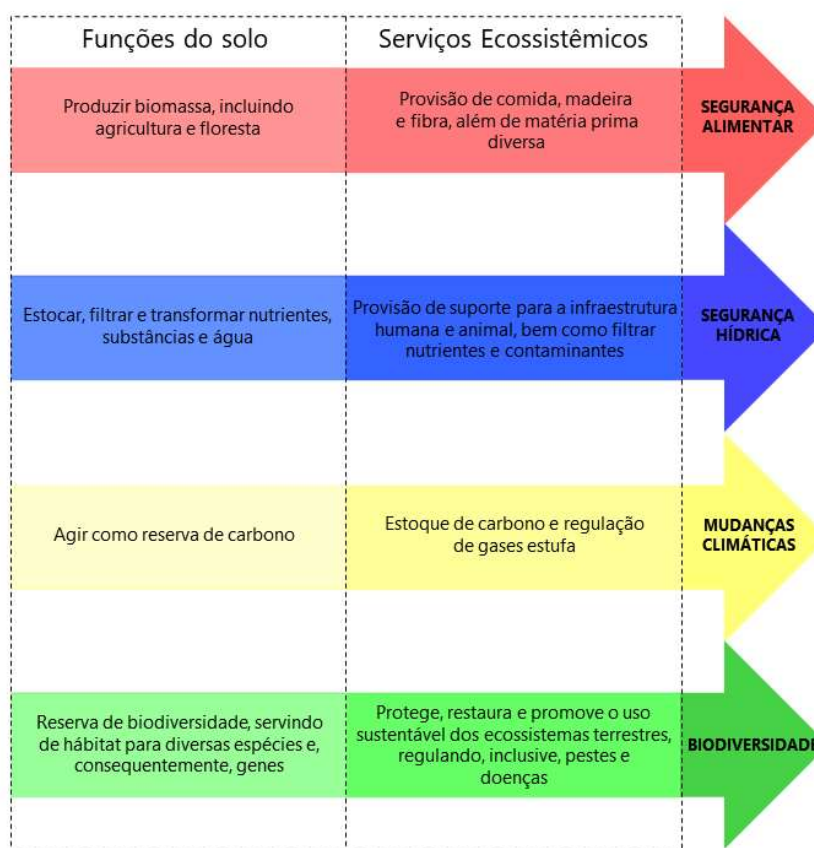 Funções do solo
Serviços Ecossistêmicos
Produzir biomassa, incluindo
agricultura e floresta
Provisão de comida, madeira
e fibra, além de matéria prima
diversa
SEGURANÇA
ALIMENTAR
Estocar, filtrar e transformar nutrientes,
substâncias e água
Provisão de suporte para a infraestrutura
humana e animal, bem como filtrar
nutrientes e contaminantes
SEGURANÇA
HÍDRICA
Agir como reserva de carbono
Estoque de carbono e regulação
de gases estufa
MUDANÇAS
CLIMÁTICAS
Reserva de biodiversidade, servindo
de hábitat para diversas espécies e,
consequentemente, genes
Protege, restaura e promove o uso
sustentável dos ecossistemas terrestres,
regulando, inclusive, pestes e
doenças
BIODIVERSIDADE